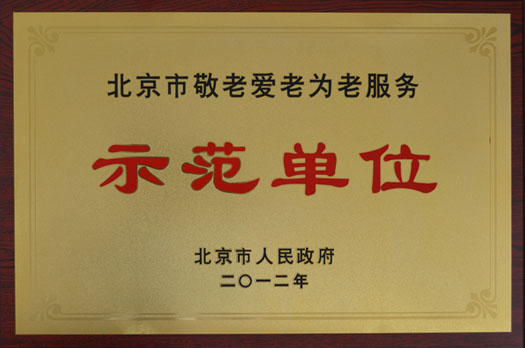 北京市敬老爱老为老服务
示范单位
北京市人民政府
二〇一二年